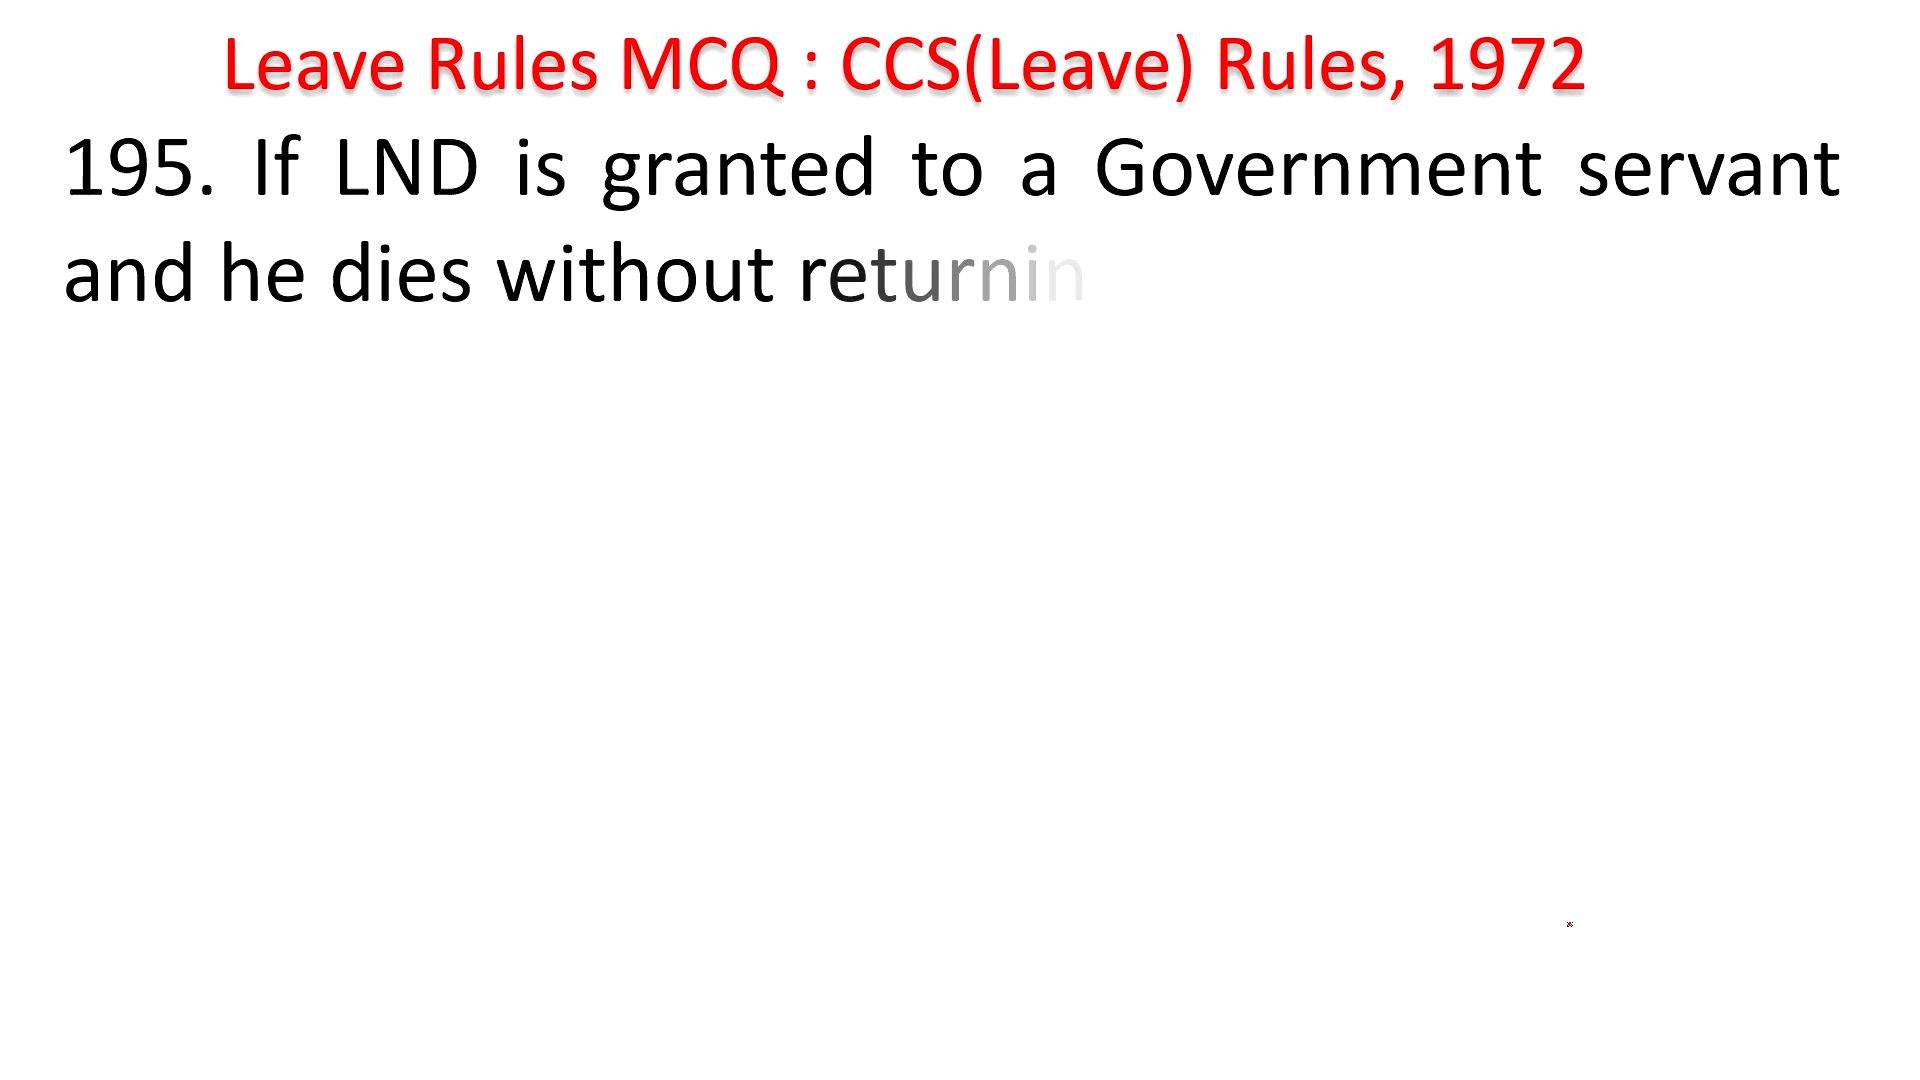 Leave Rules MCQ : CCS(Leave) Rules, 1972
195. If LND is granted to a Government servant
and he dies without returnin